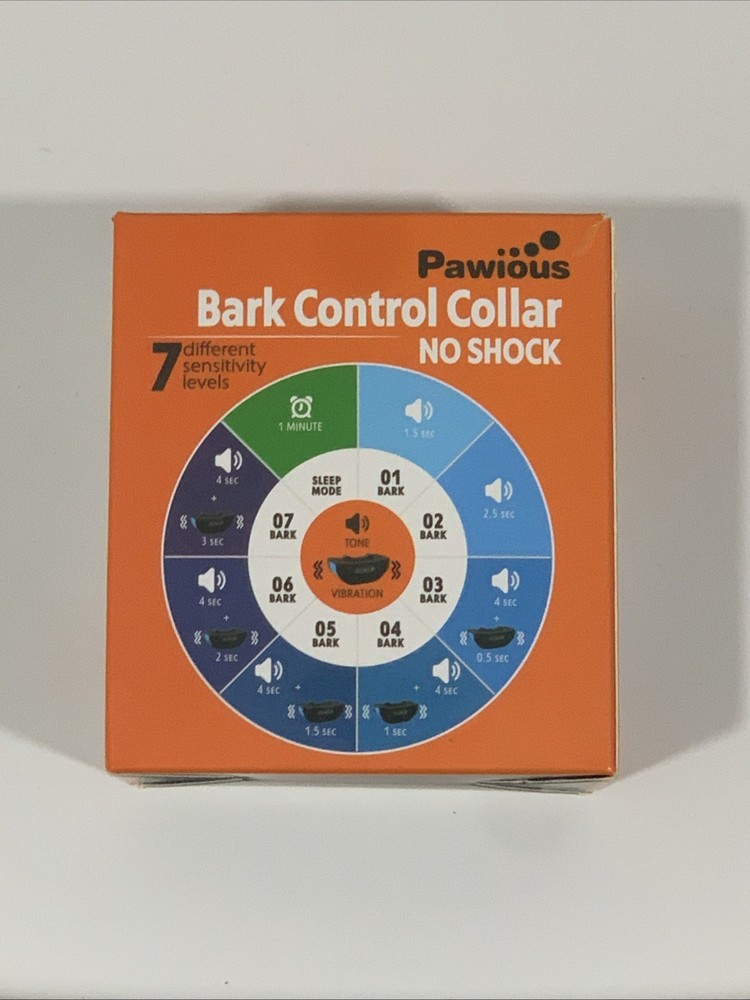 Pawious
Bark Control Collar
NO SHOCK
7 different
sensitivity
levels
1 MINUTE
1.5 SEC
2.5 SEC
4 SEC
+
0.5 SEC
4 SEC
+
1 SEC
4 SEC
+
1.5 SEC
4 SEC
+
2 SEC
4 SEC
+
3 SEC
SLEEP
MODE
01
BARK
02
BARK
03
BARK
04
BARK
05
BARK
06
BARK
07
BARK
TONE
VIBRATION